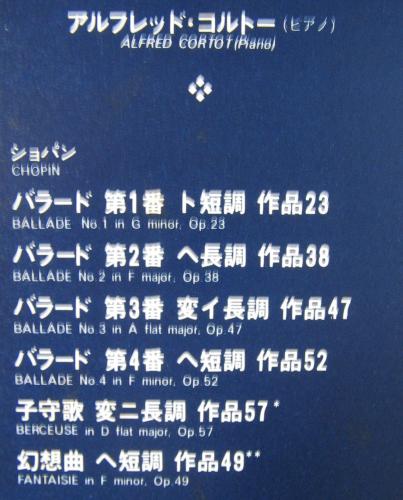 アルフレッド・コルトー(ピアノ)
ALFRED CORTOT(Piano)
ショパン
CHOPIN
バラード 第1番 ト短調 作品23
BALLADE No.1 in G minor, Op.23
バラード 第2番 ヘ長調 作品38
BALLADE No.2 in F major, Op.38
バラード 第3番 変イ長調 作品47
BALLADE No.3 in A flat major, Op.47
バラード 第4番 ヘ短調 作品52
BALLADE No.4 in F minor, Op.52
子守歌 変ニ長調 作品57*
BERCEUSE in D flat major, Op.57
幻想曲 ヘ短調 作品49**
FANTAISIE in F minor, Op.49